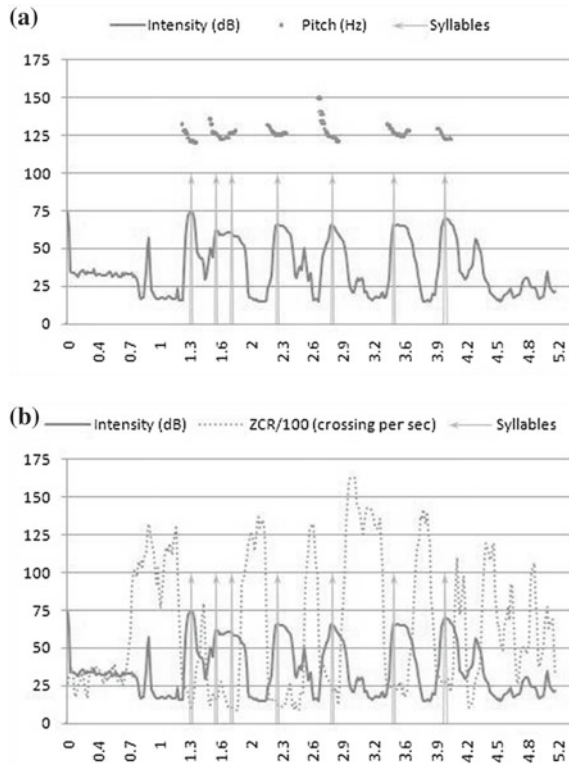 (a)
Intensity (dB) Pitch (Hz) Syllables
175
150
125
100
75
50
25
0
0 0.4 0.7 1 1.3 1.6 2 2.3 2.6 2.9 3.2 3.6 3.9 4.2 4.5 4.8 5.2
(b)
Intensity (dB) ZCR/100 (crossing per sec) Syllables
175
150
125
100
75
50
25
0
0 0.4 0.7 1 1.3 1.6 2 2.3 2.6 2.9 3.2 3.6 3.9 4.2 4.5 4.8 5.2